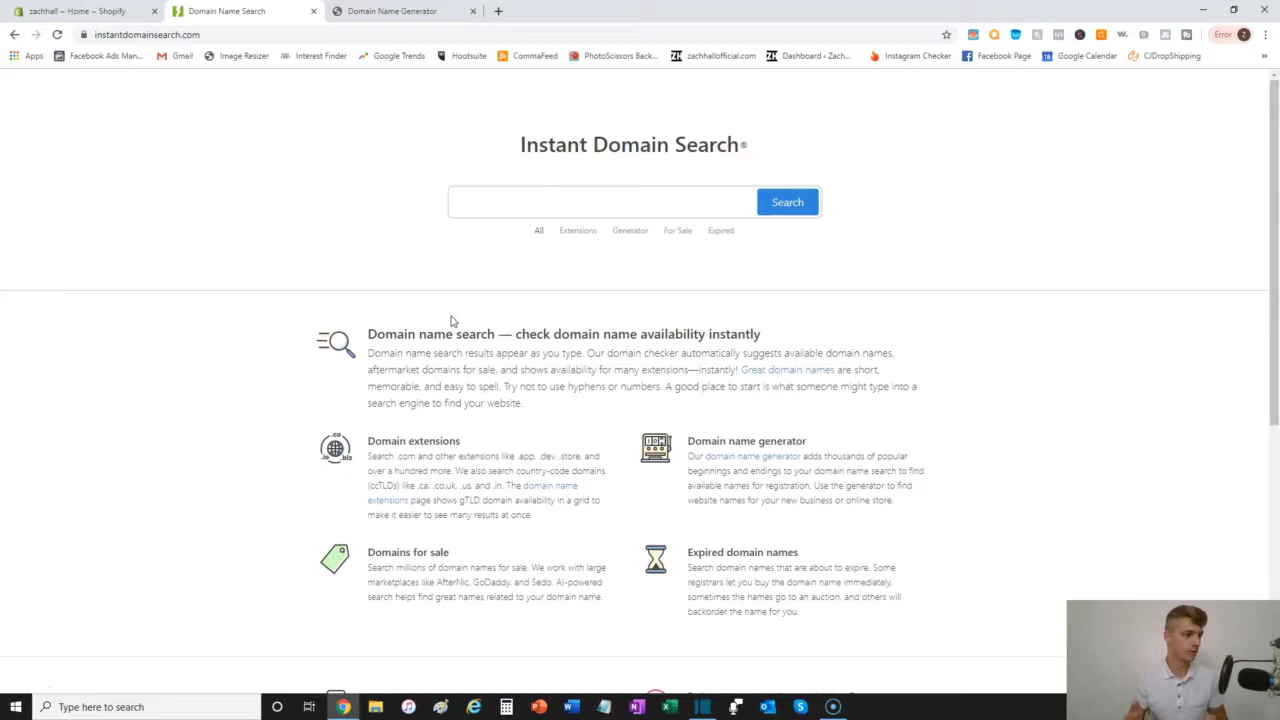 zachhall ~ Home ~ Shopify
Domain Name Search
Domain Name Generator
instantdomainsearch.com
Error
Z
Apps
Facebook Ads Man...
Gmail
Image Resizer
Interest Finder
Google Trends
Hootsuite
CommaFeed
PhotoScissors Back...
zachhallofficial.com
Dashboard ‹ Zach...
Instagram Checker
Facebook Page
Google Calendar
CJDropShipping
Instant Domain Search®
Search
All Extensions Generator For Sale Expired
Domain name search — check domain name availability instantly
Domain name search results appear as you type. Our domain checker automatically suggests available domain names,
aftermarket domains for sale, and shows availability for many extensions—instantly! Great domain names are short,
memorable, and easy to spell. Try not to use hyphens or numbers. A good place to start is what someone might type into a
search engine to find your website.
Domain extensions
Search .com and other extensions like .app, .dev, .store, and
over a hundred more. We also search country-code domains
(ccTLDs) like .ca, .co.uk, .us, and .in. The domain name
extensions page shows gTLD domain availability in a grid to
make it easier to see many results at once.
Domain name generator
Our domain name generator adds thousands of popular
beginnings and endings to your domain name search to find
available names for registration. Use the generator to find
website names for your new business or online store.
Domains for sale
Search millions of domain names for sale. We work with large
marketplaces like AfterNic, GoDaddy, and Sedo. AI-powered
search helps find great names related to your domain name.
Expired domain names
Search domain names that are about to expire. Some
registrars let you buy the domain name immediately,
sometimes the names go to an auction, and others will
backorder the name for you.
Type here to search